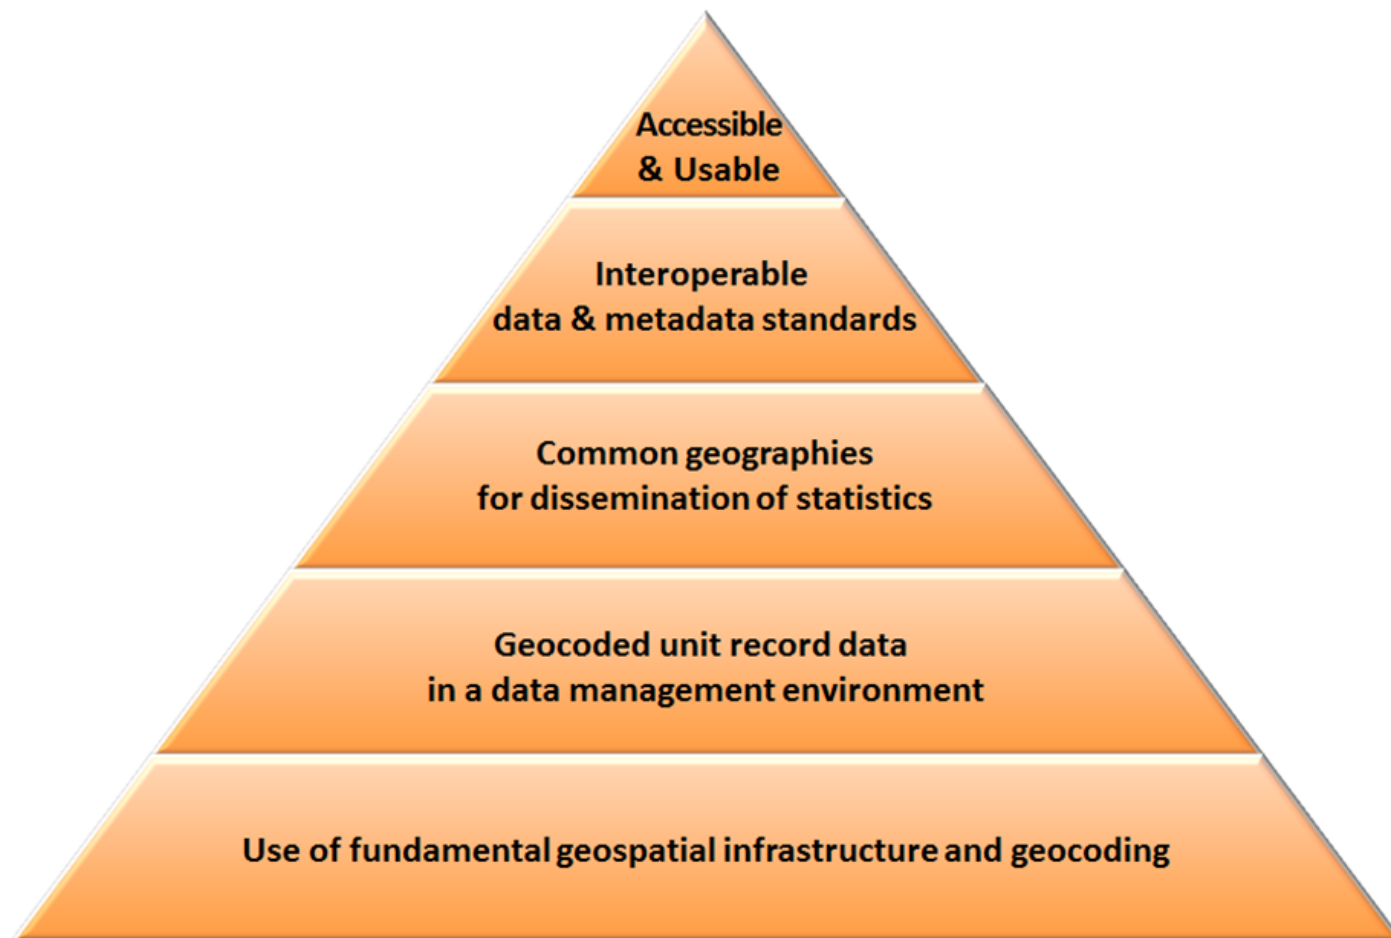 Accessible
& Usable
Interoperable
data & metadata standards
Common geographies
for dissemination of statistics
Geocoded unit record data
in a data management environment
Use of fundamental geospatial infrastructure and geocoding